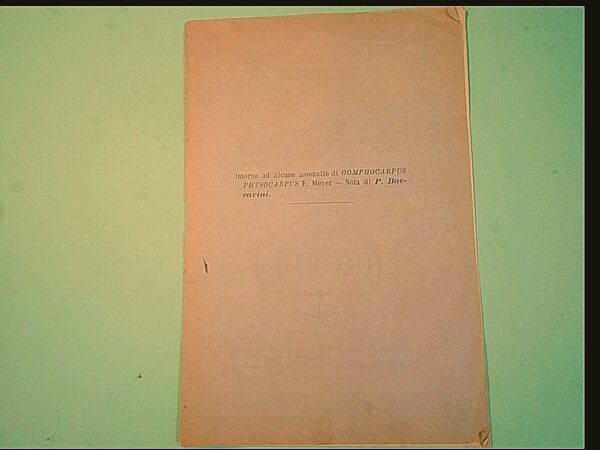 Intorno ad alcune anomalie di GOMPHOCARPUS
PHYSOCARPUS E. Meyer — Nota di P. Bac-
carini.